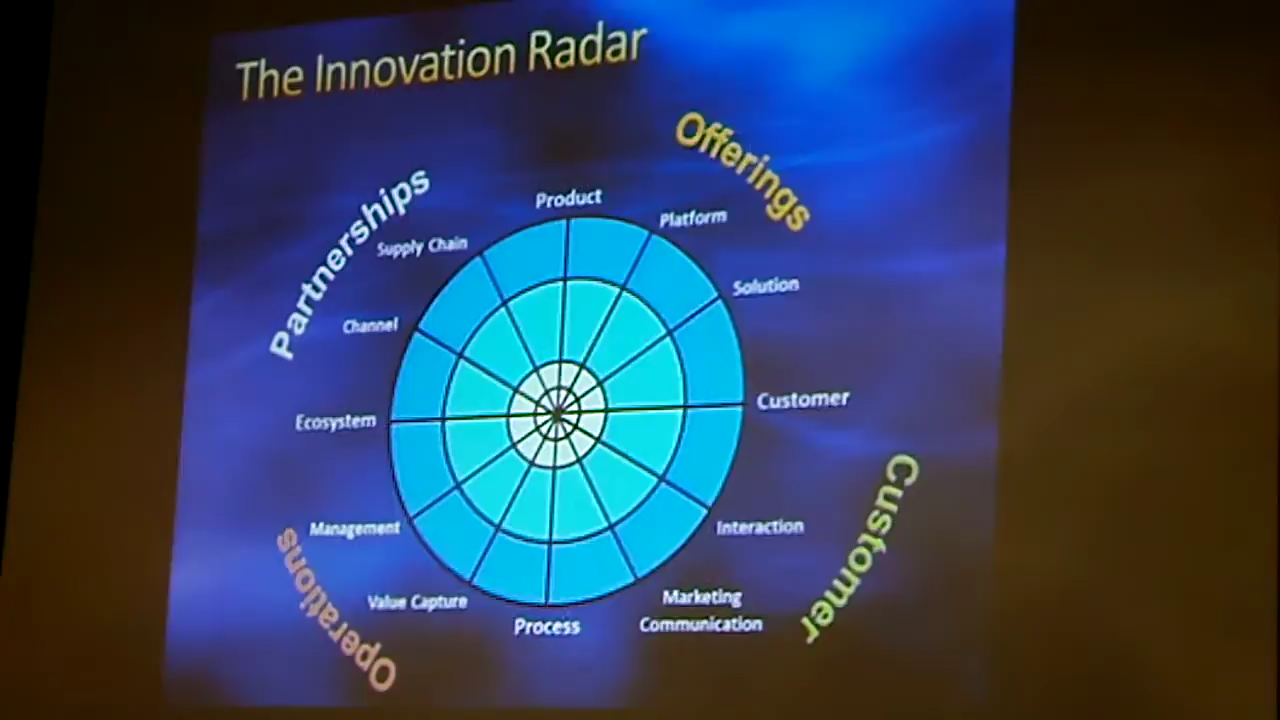 The Innovation Radar
Offerings
Partnerships
Product
Platform
Supply Chain
Solution
Channel
Customer
Ecosystem
Customer
Interaction
Management
Operations
Marketing
Communication
Value Capture
Process